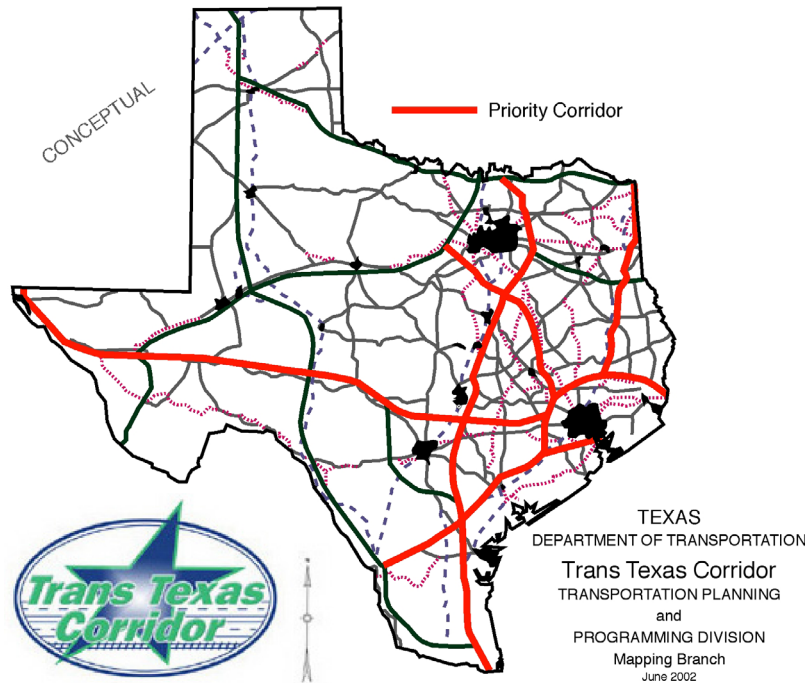 CONCEPTUAL
Priority Corridor
Trans Texas
Corridor
TEXAS
DEPARTMENT OF TRANSPORTATION
Trans Texas Corridor
TRANSPORTATION PLANNING
and
PROGRAMMING DIVISION
Mapping Branch
June 2002